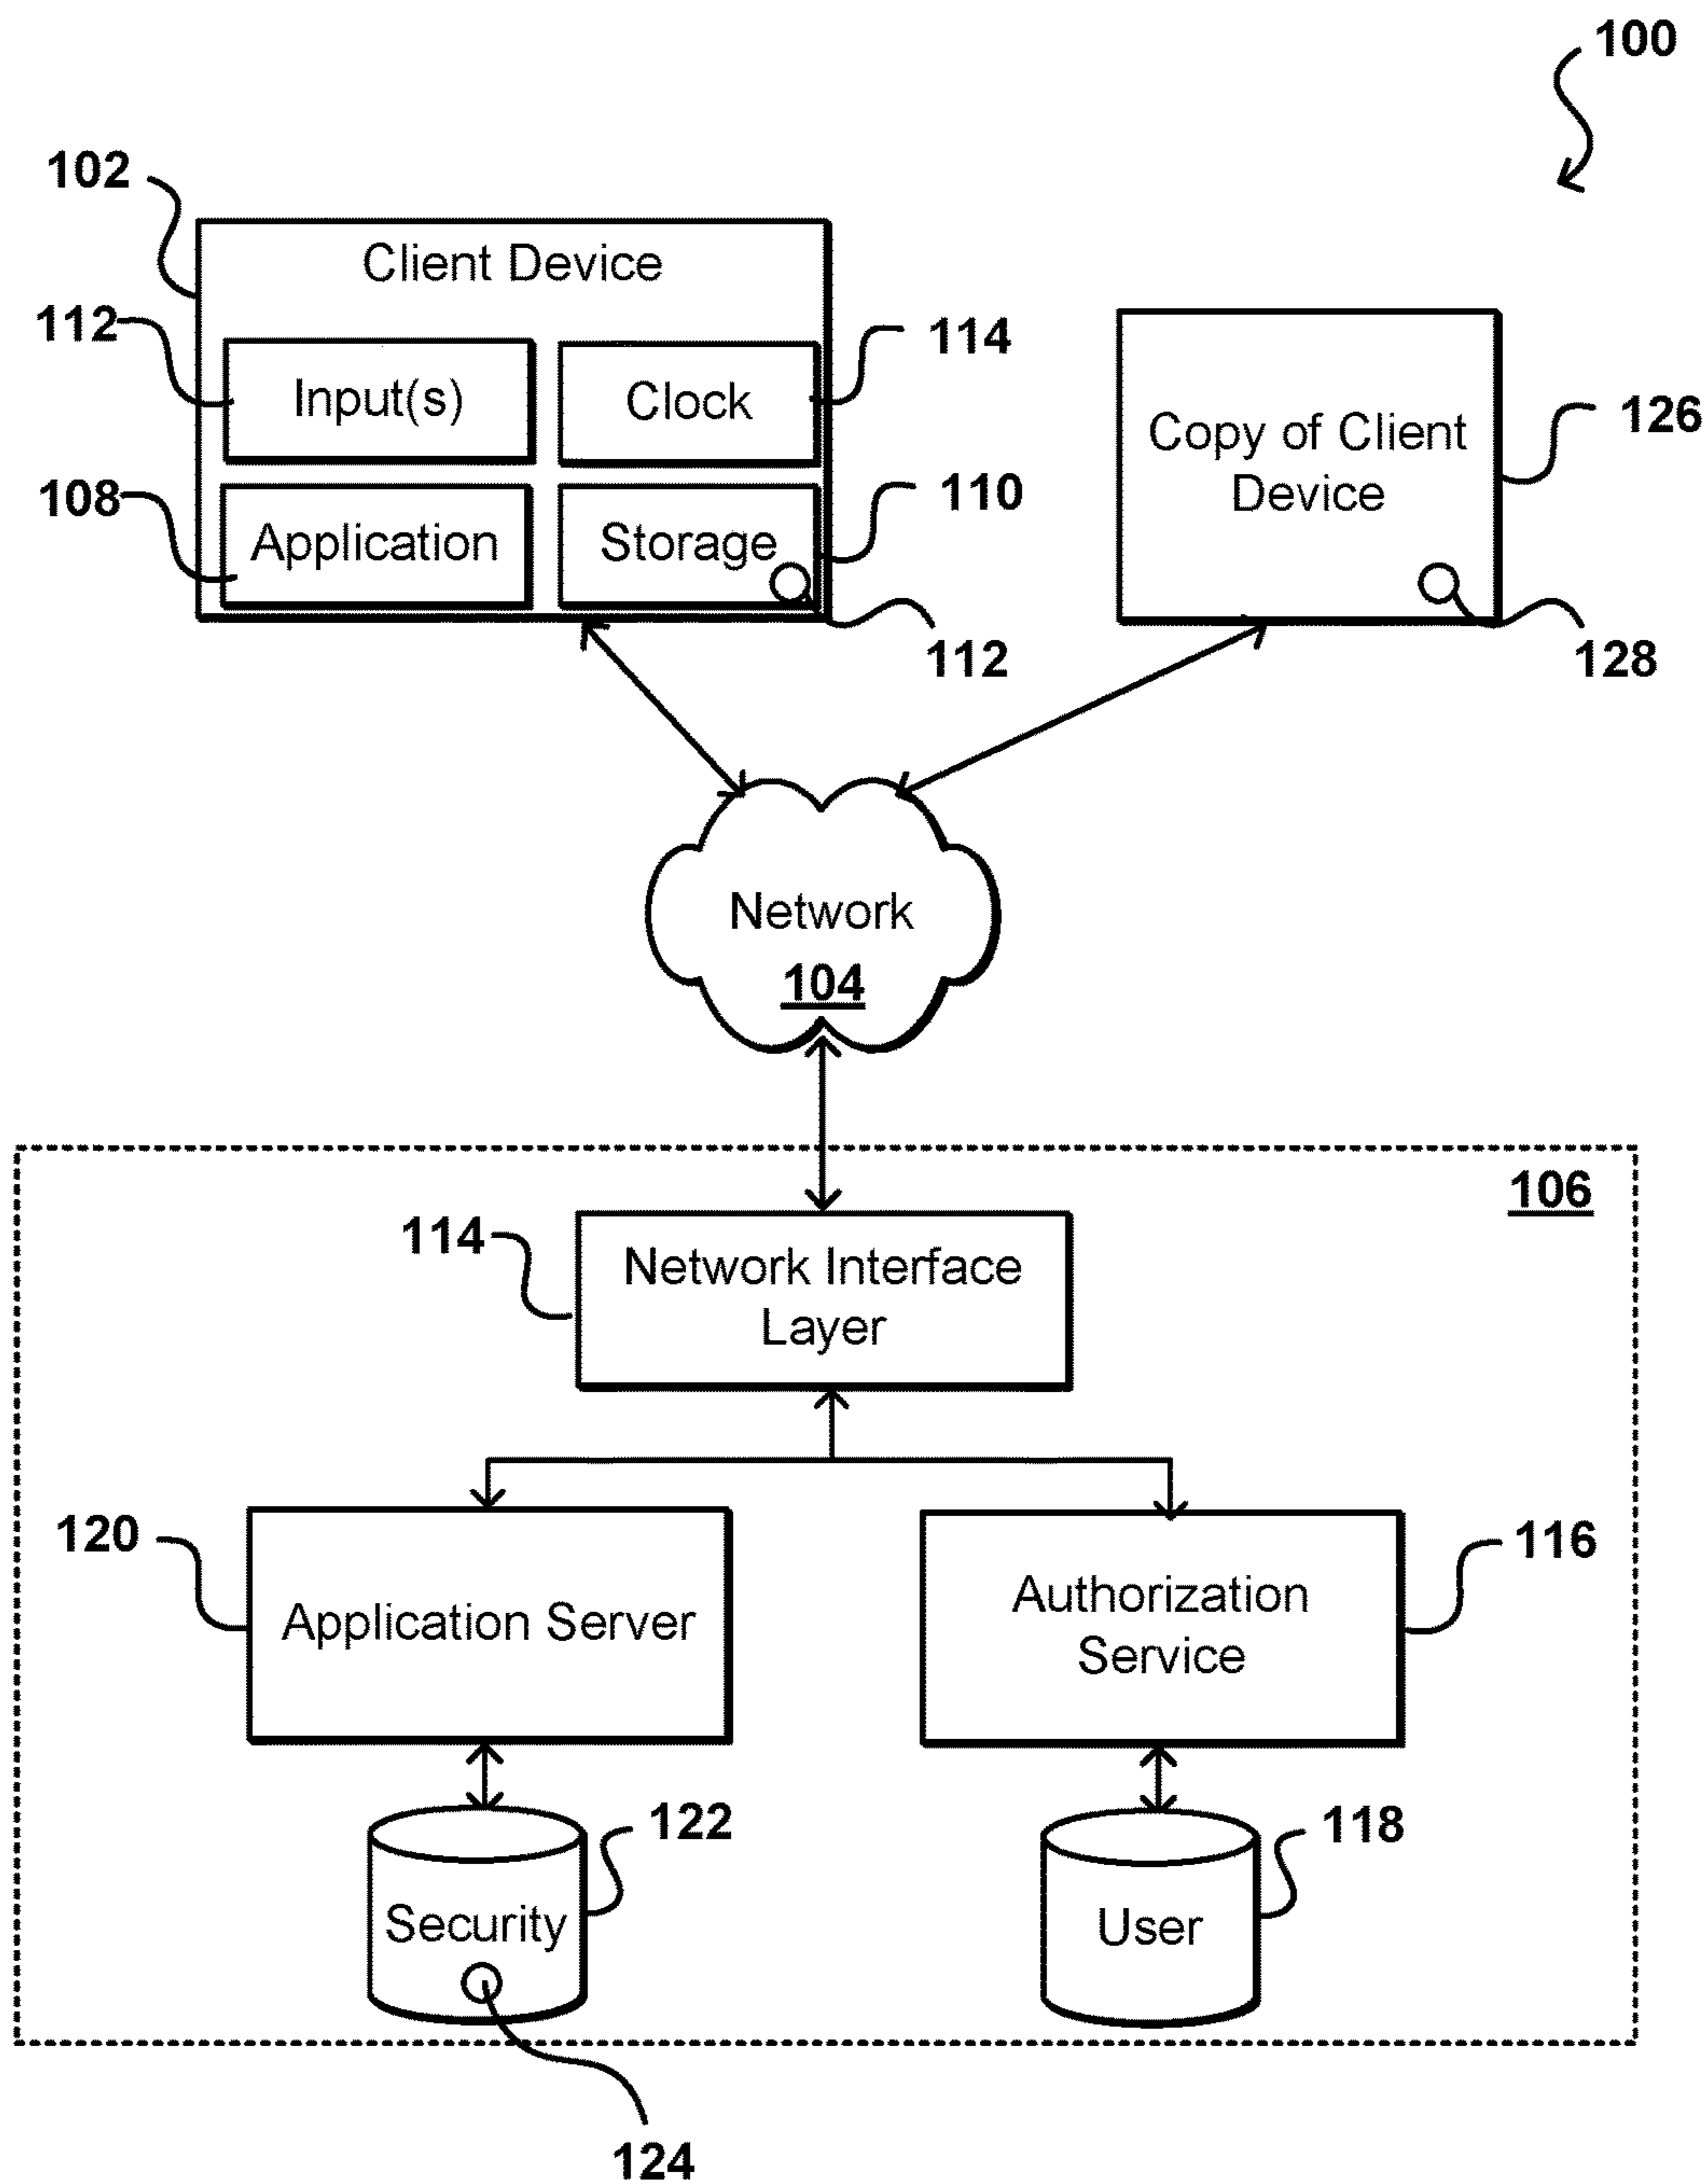 100
102
Client Device
112
Input(s)
Clock
114
108
Application
Storage
110
112
Copy of Client
Device
126
128
Network
104
106
114
Network Interface
Layer
120
Application Server
Authorization
Service
116
Security
122
User
118
124